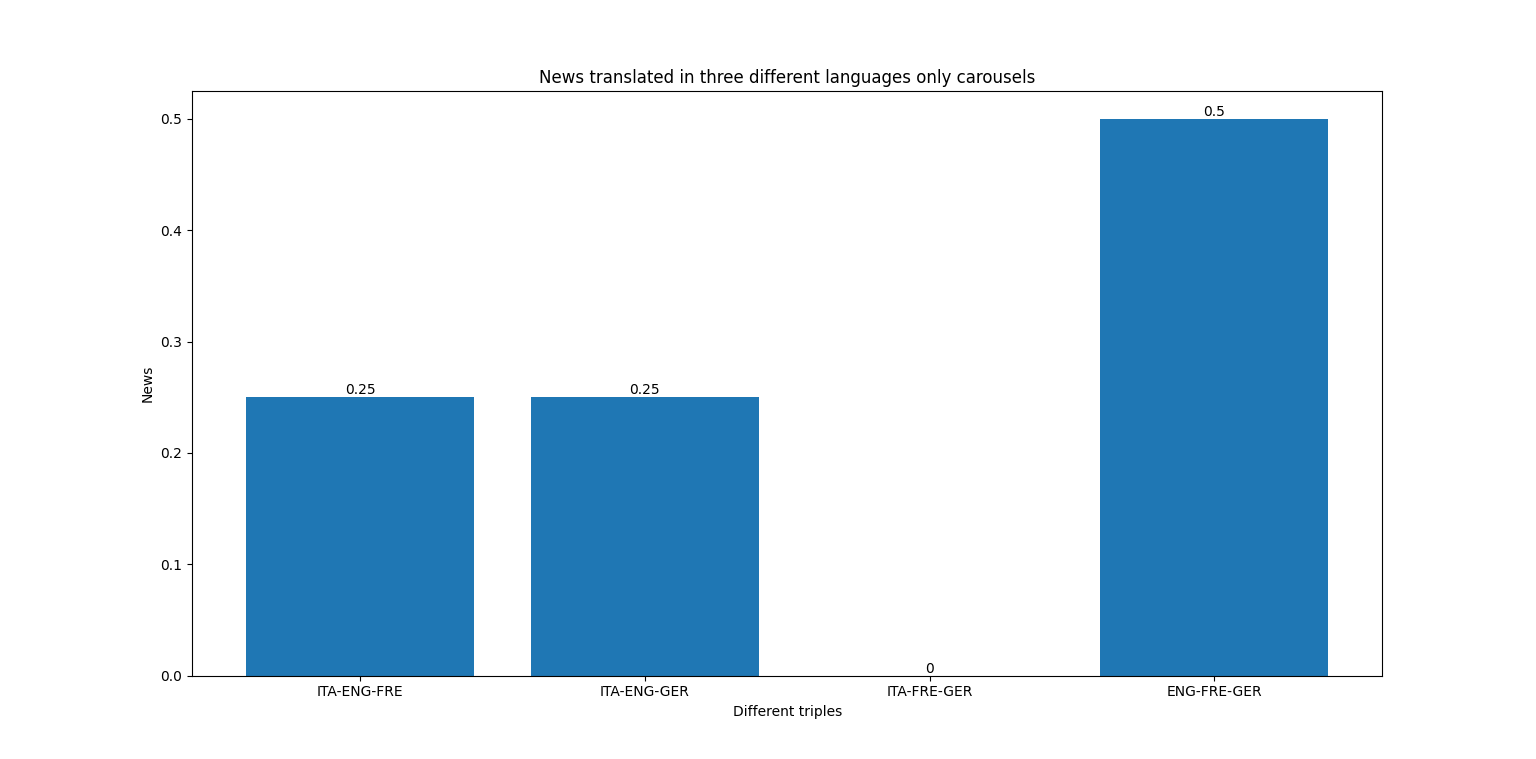 News translated in three different languages only carousels
0.5
0.4
0.3
0.2
0.1
0.0
News
0.25
0.25
0
0.5
ITA-ENG-FRE
ITA-ENG-GER
ITA-FRE-GER
ENG-FRE-GER
Different triples